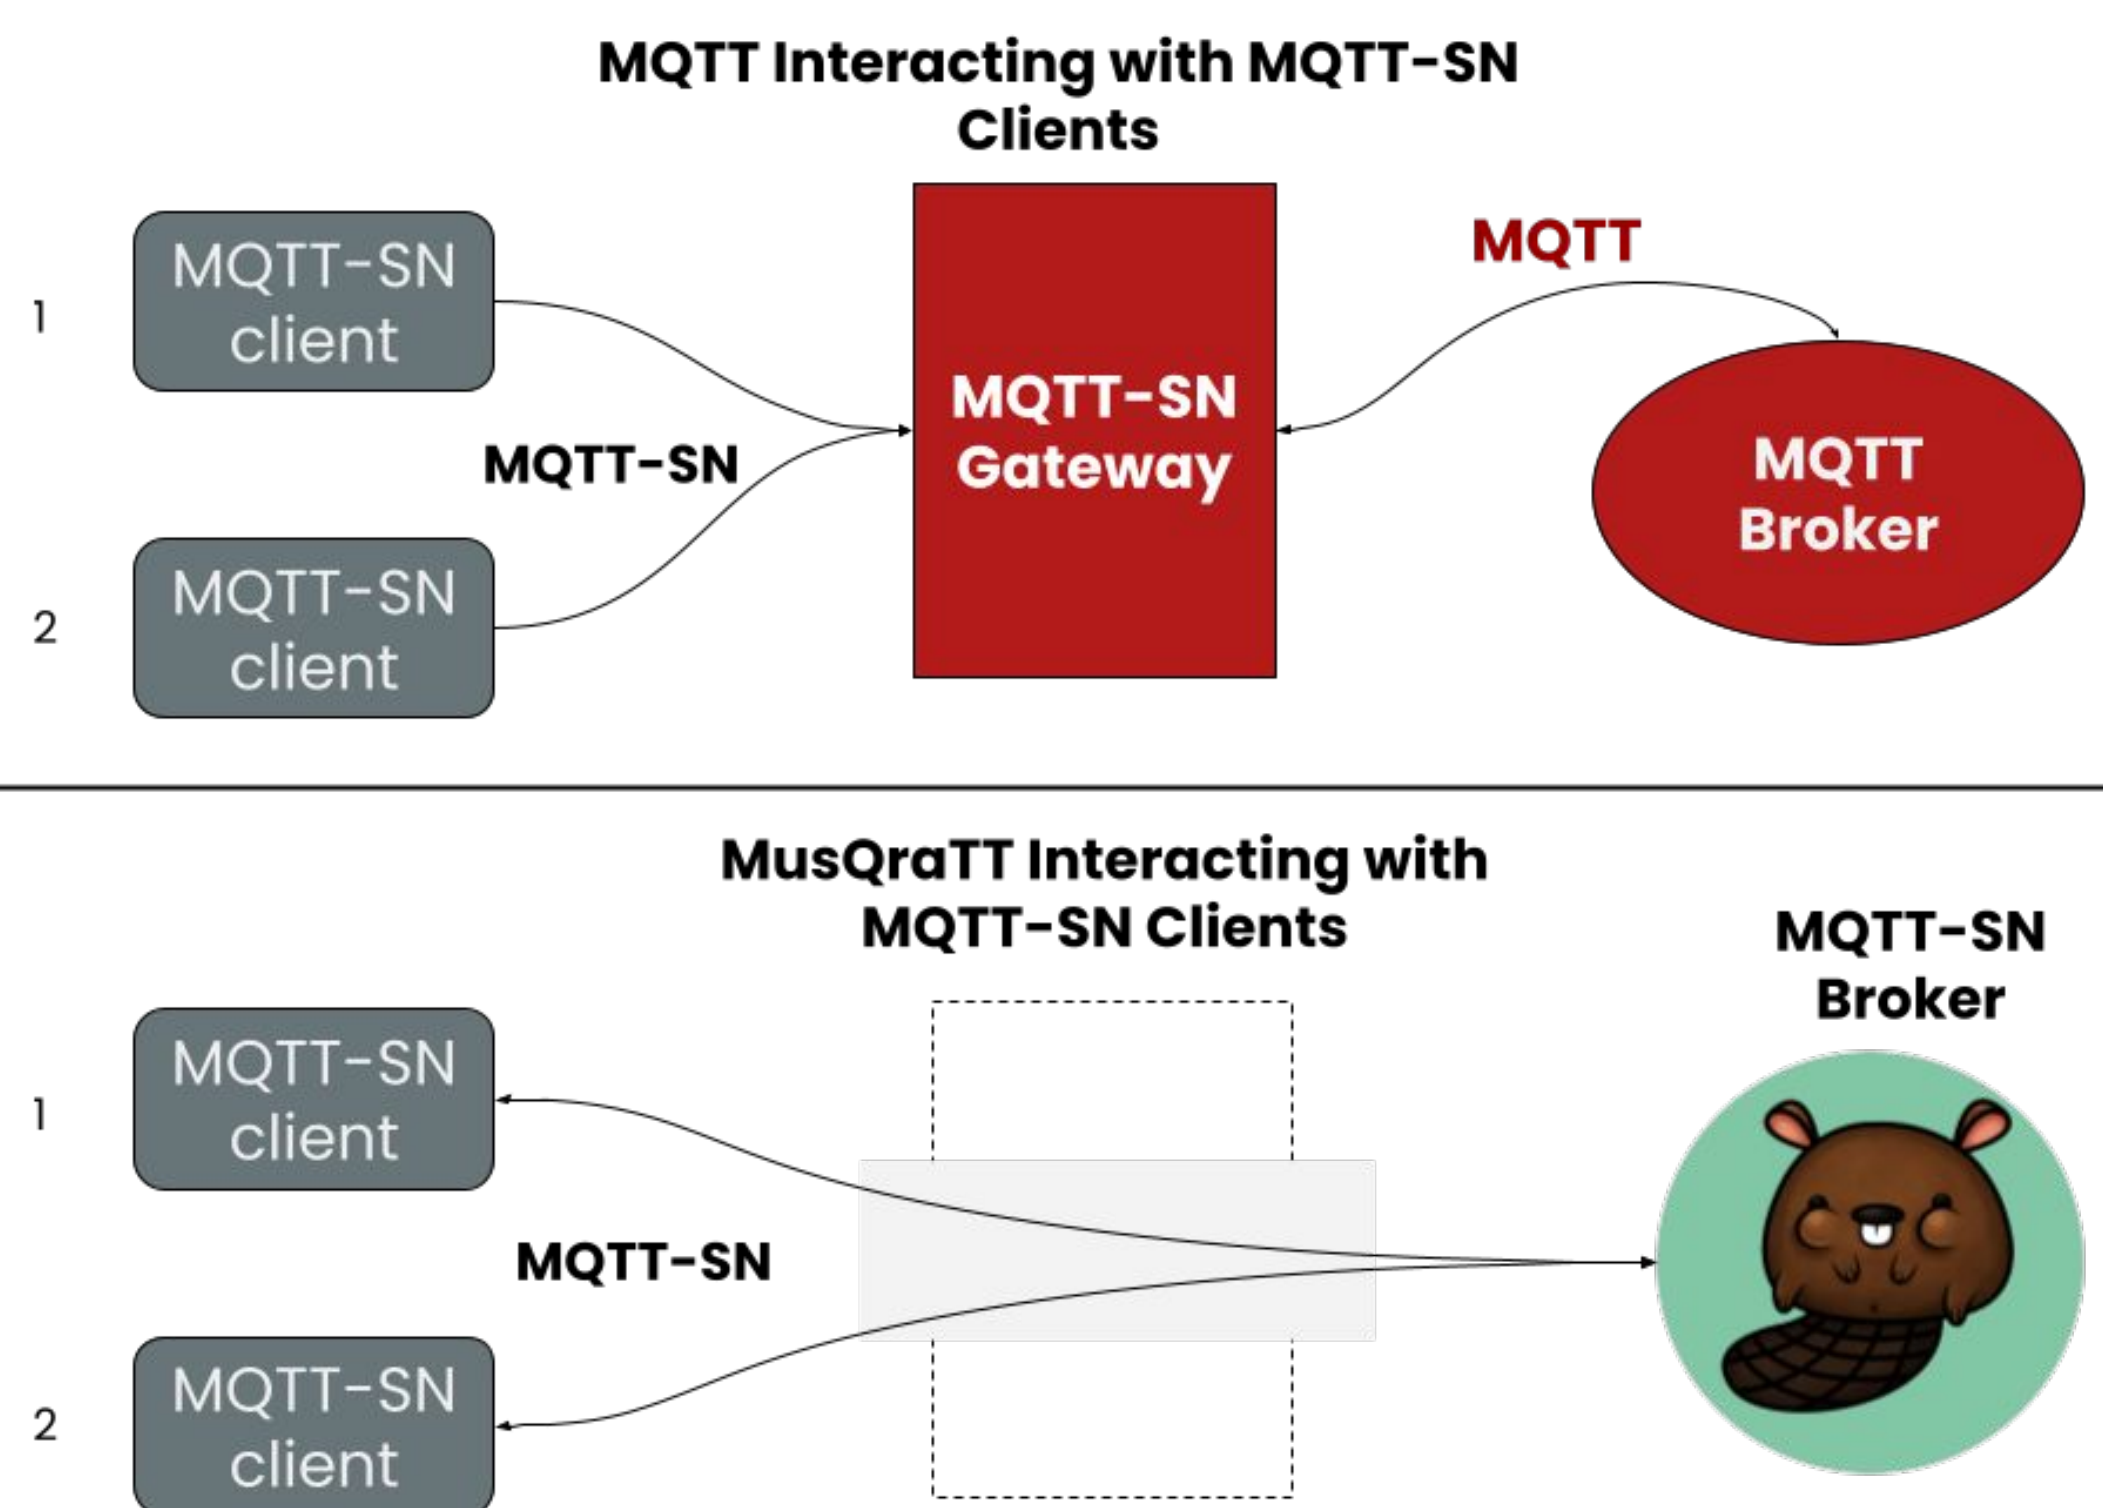 MQTT Interacting with MQTT-SN
Clients
1
MQTT-SN
client
MQTT-SN
2
MQTT-SN
client
MQTT-SN
Gateway
MQTT
MQTT
Broker
MusQraTT Interacting with
MQTT-SN Clients
1
MQTT-SN
client
MQTT-SN
2
MQTT-SN
client
MQTT-SN
Broker